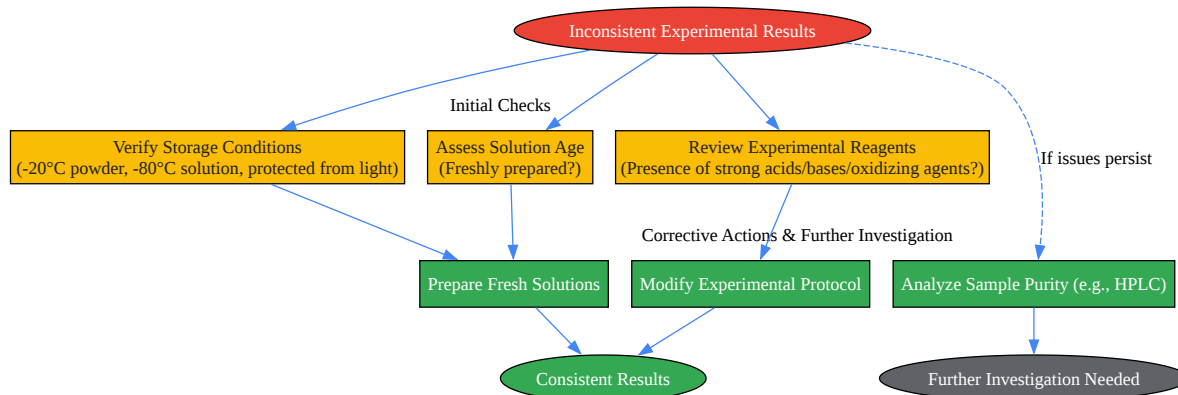 Inconsistent Experimental Results
Initial Checks
Verify Storage Conditions
(-20°C powder, -80°C solution, protected from light)
Assess Solution Age
(Freshly prepared?)
Review Experimental Reagents
(Presence of strong acids/bases/oxidizing agents?)
If issues persist
Corrective Actions & Further Investigation
Prepare Fresh Solutions
Modify Experimental Protocol
Analyze Sample Purity (e.g., HPLC)
Consistent Results
Further Investigation Needed